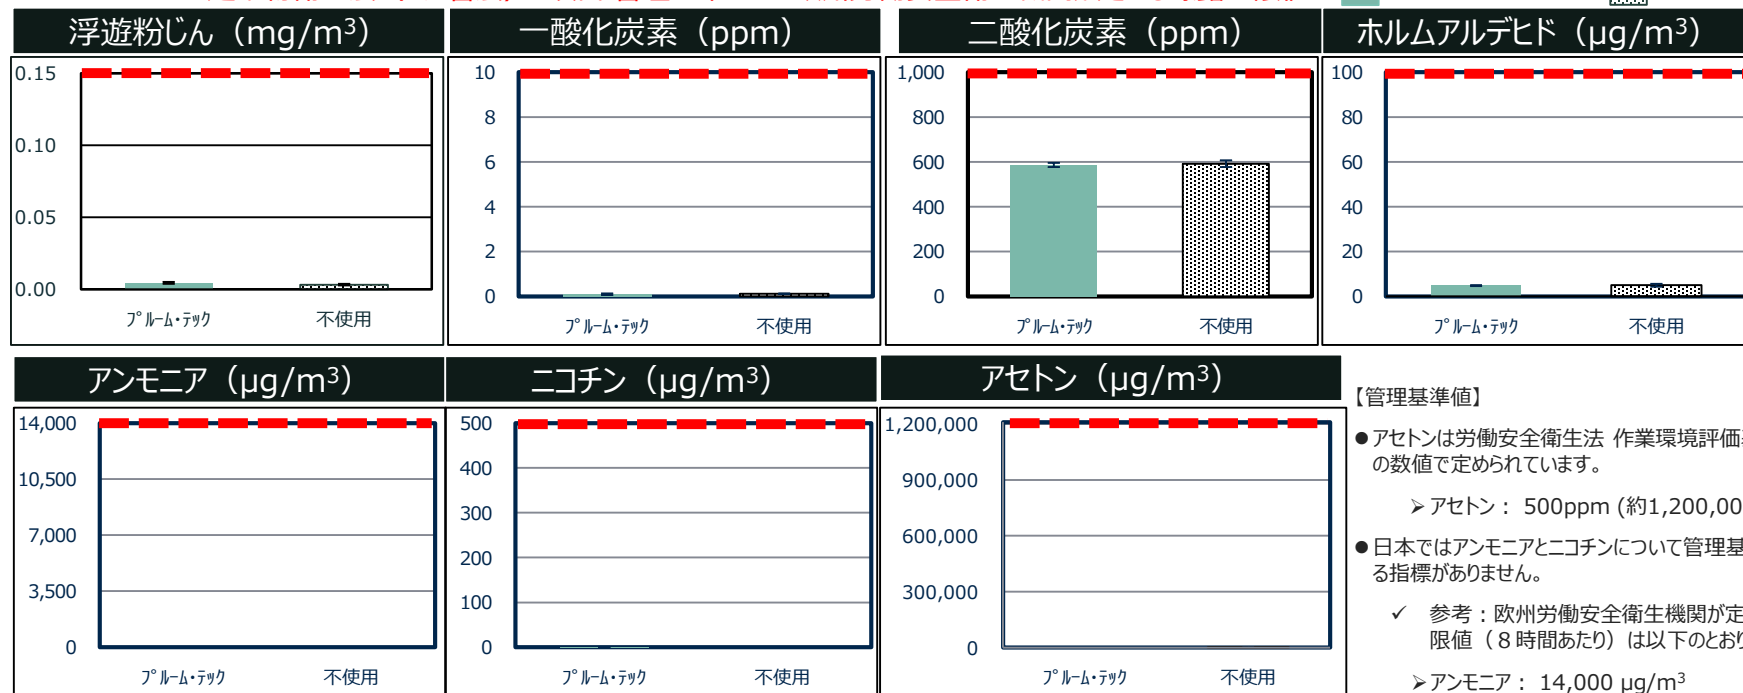 浮遊粉じん（mg/m³）
一酸化炭素（ppm）
二酸化炭素（ppm）
ホルムアルデヒド（μg/m³）
0.15
0.10
0.05
0.00
ﾌﾟﾙｰﾑ・ﾃｯｸ
不使用
10
8
6
4
2
0
ﾌﾟﾙｰﾑ・ﾃｯｸ
不使用
1,000
800
600
400
200
0
ﾌﾟﾙｰﾑ・ﾃｯｸ
不使用
100
80
60
40
20
0
ﾌﾟﾙｰﾑ・ﾃｯｸ
不使用
アンモニア（μg/m³）
ニコチン（μg/m³）
アセトン（μg/m³）
14,000
10,500
7,000
3,500
0
ﾌﾟﾙｰﾑ・ﾃｯｸ
不使用
500
400
300
200
100
0
ﾌﾟﾙｰﾑ・ﾃｯｸ
不使用
1,200,000
900,000
600,000
300,000
0
ﾌﾟﾙｰﾑ・ﾃｯｸ
不使用
【管理基準値】
●アセトンは労働安全衛生法 作業環境評価
の数値で定められています。
➢アセトン： 500ppm (約1,200,00
●日本ではアンモニアとニコチンについて管理基
る指標がありません。
✓ 参考：欧州労働安全衛生機関が定
限値（８時間あたり）は以下のとおり
➢アンモニア： 14,000 μg/m³